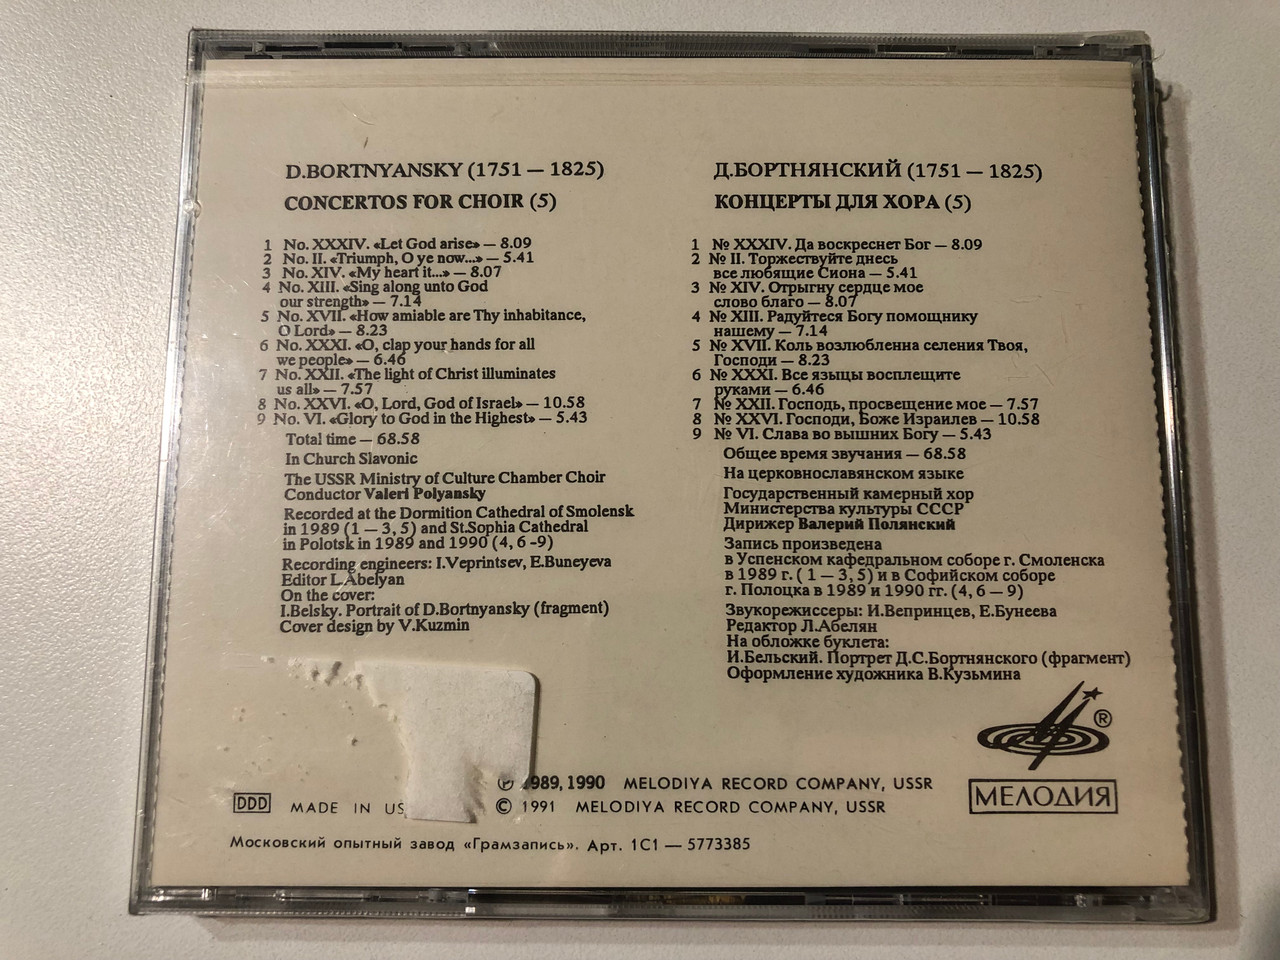 D.BORTNYANSKY (1751 — 1825)
CONCERTOS FOR CHOIR (5)
1 No. XXXIV. «Let God arise» — 8.09
2 No. II. «Triumph, O ye now...» — 5.41
3 No. XIV. «My heart it...» — 8.07
4 No. XIII. «Sing along unto God
our strength» — 7.14
5 No. XVII. «How amiable are Thy inhabitance,
O Lord» — 8.23
6 No. XXXI. «O, clap your hands for all
we people» — 6.46
7 No. XXII. «The light of Christ illuminates
us all» — 7.57
8 No. XXVI. «O, Lord, God of Israel» — 10.58
9 No. VI. «Glory to God in the Highest» — 5.43
Total time — 68.58
In Church Slavonic
The USSR Ministry of Culture Chamber Choir
Conductor Valeri Polyansky
Recorded at the Dormition Cathedral of Smolensk
in 1989 (1 — 3, 5) and St.Sophia Cathedral
in Polotsk in 1989 and 1990 (4, 6 -9)
Recording engineers: I.Veprintsev, E.Buneyeva
Editor L.Abelyan
On the cover:
I.Belsky. Portrait of D.Bortnyansky (fragment)
Cover design by V.Kuzmin
Д.БОРТНЯНСКИЙ (1751 — 1825)
КОНЦЕРТЫ ДЛЯ ХОРА (5)
1 № XXXIV. Да воскреснет Бог — 8.09
2 № II. Торжествуйте днесь
все любящие Сиона — 5.41
3 № XIV. Отрыгну сердце мое
слово благо — 8.07
4 № XIII. Радуйтеся Богу помощнику
нашему — 7.14
5 № XVII. Коль возлюбленна селения Твоя,
Господи — 8.23
6 № XXXI. Все языцы восплещите
руками — 6.46
7 № XXII. Господь, просвещение мое — 7.57
8 № XXVI. Господи, Боже Израилев — 10.58
9 № VI. Слава во вышних Богу — 5.43
Общее время звучания — 68.58
На церковнославянском языке
Государственный камерный хор
Министерства культуры СССР
Дирижер Валерий Полянский
Запись произведена
в Успенском кафедральном соборе г. Смоленска
в 1989 г. ( 1 — 3, 5) и в Софийском соборе
г. Полоцка в 1989 и 1990 гг. (4, 6 — 9)
Звукорежиссеры: И.Вепринцев, Е.Бунеева
Редактор Л.Абелян
На обложке буклета:
И.Бельский. Портрет Д.С.Бортнянского (фрагмент)
Оформление художника В.Кузьмина
®
МЕЛОДИЯ
℗ 1989, 1990 MELODIYA RECORD COMPANY, USSR
DDD MADE IN US
© 1991 MELODIYA RECORD COMPANY, USSR
Московский опытный завод «Грамзапись». Арт. 1С1 — 5773385